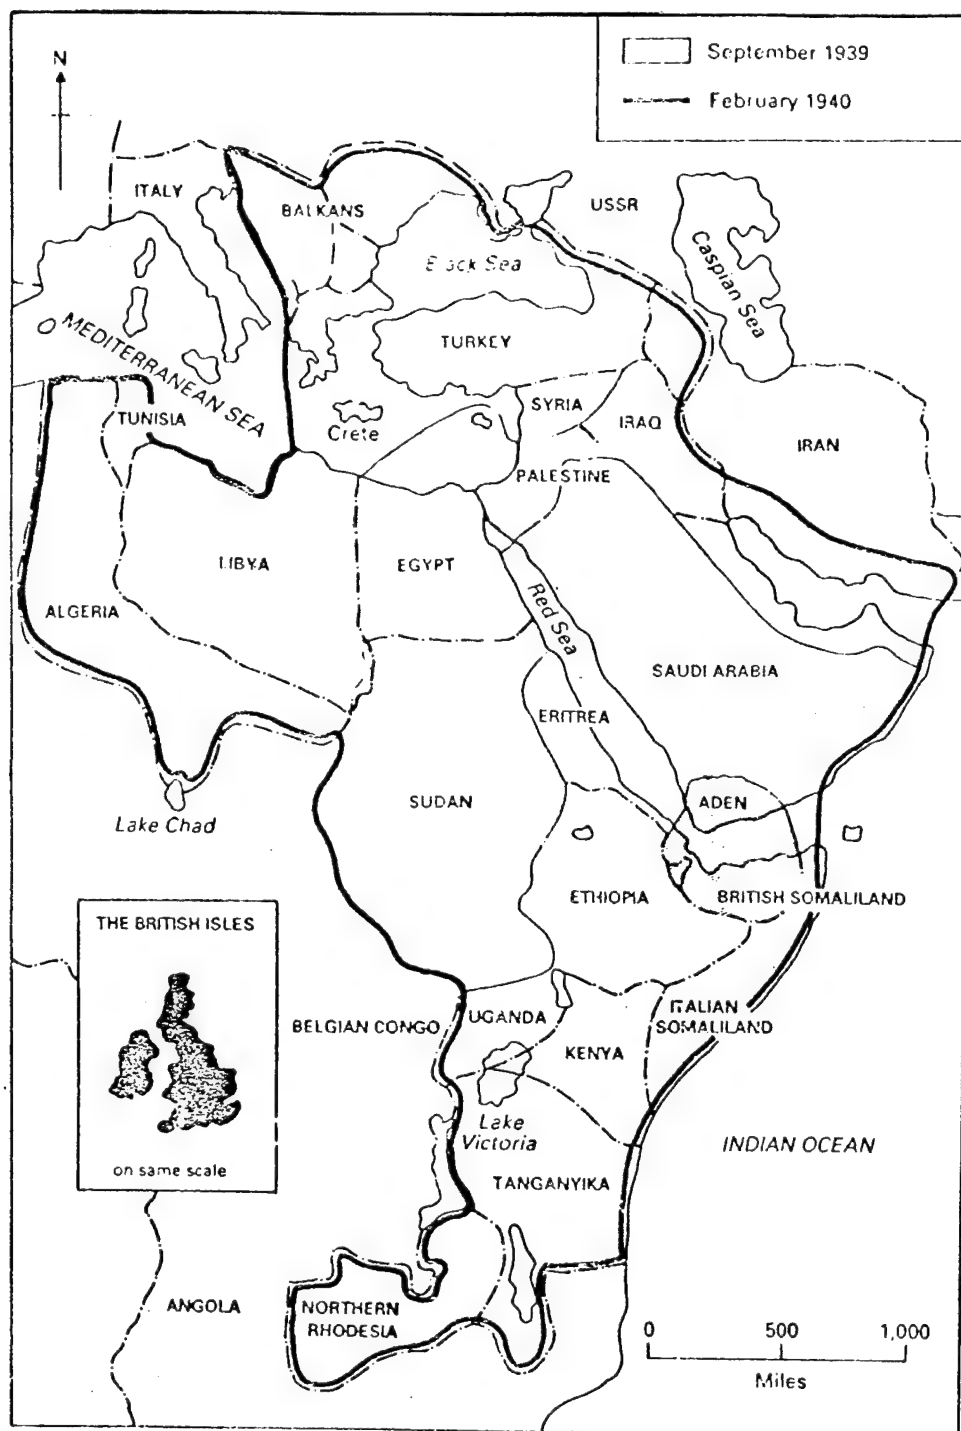 September 1939
February 1940
N
ITALY
BALKANS
USSR
Black Sea
Caspian Sea
MEDITERRANEAN SEA
TURKEY
TUNISIA
Crete
SYRIA
IRAQ
IRAN
PALESTINE
LIBYA
EGYPT
ALGERIA
Red Sea
SAUDI ARABIA
ERITREA
SUDAN
ADEN
Lake Chad
ETHIOPIA
BRITISH SOMALILAND
THE BRITISH ISLES
on same scale
BELGIAN CONGO
UGANDA
ITALIAN
SOMALILAND
KENYA
Lake
Victoria
INDIAN OCEAN
TANGANYIKA
ANGOLA
NORTHERN
RHODESIA
0 500 1,000
Miles